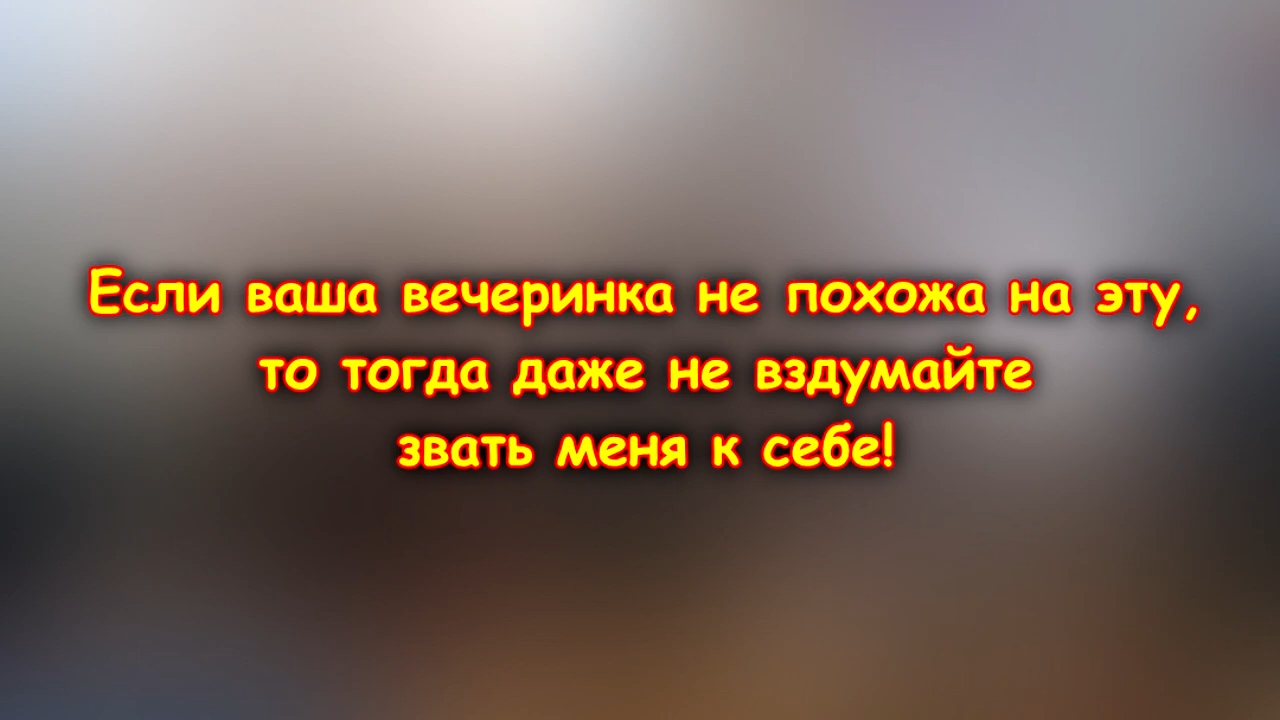 Если ваша вечеринка не похожа на эту,
то тогда даже не вздумайте
звать меня к себе!